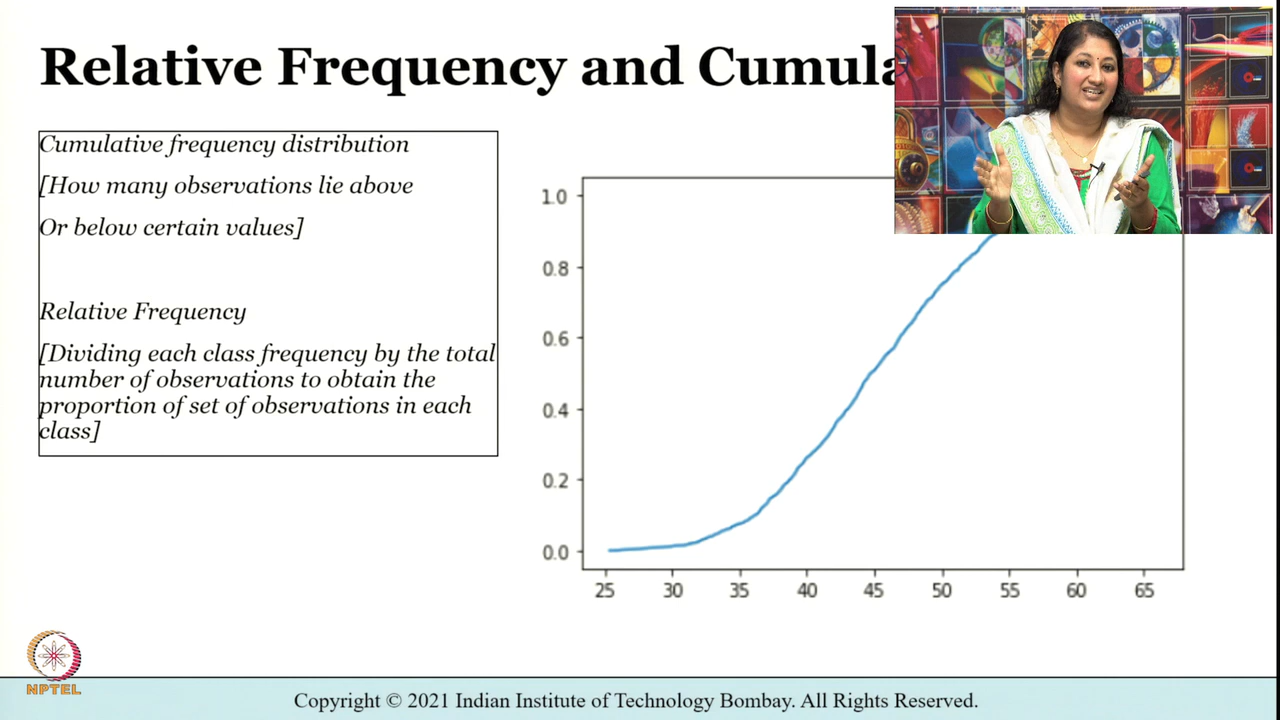 Relative Frequency and Cumula
Cumulative frequency distribution
[How many observations lie above
Or below certain values]
Relative Frequency
[Dividing each class frequency by the total
number of observations to obtain the
proportion of set of observations in each
class]
1.0
0.8
0.6
0.4
0.2
0.0
25 30 35 40 45 50 55 60 65
NPTEL
Copyright © 2021 Indian Institute of Technology Bombay. All Rights Reserved.